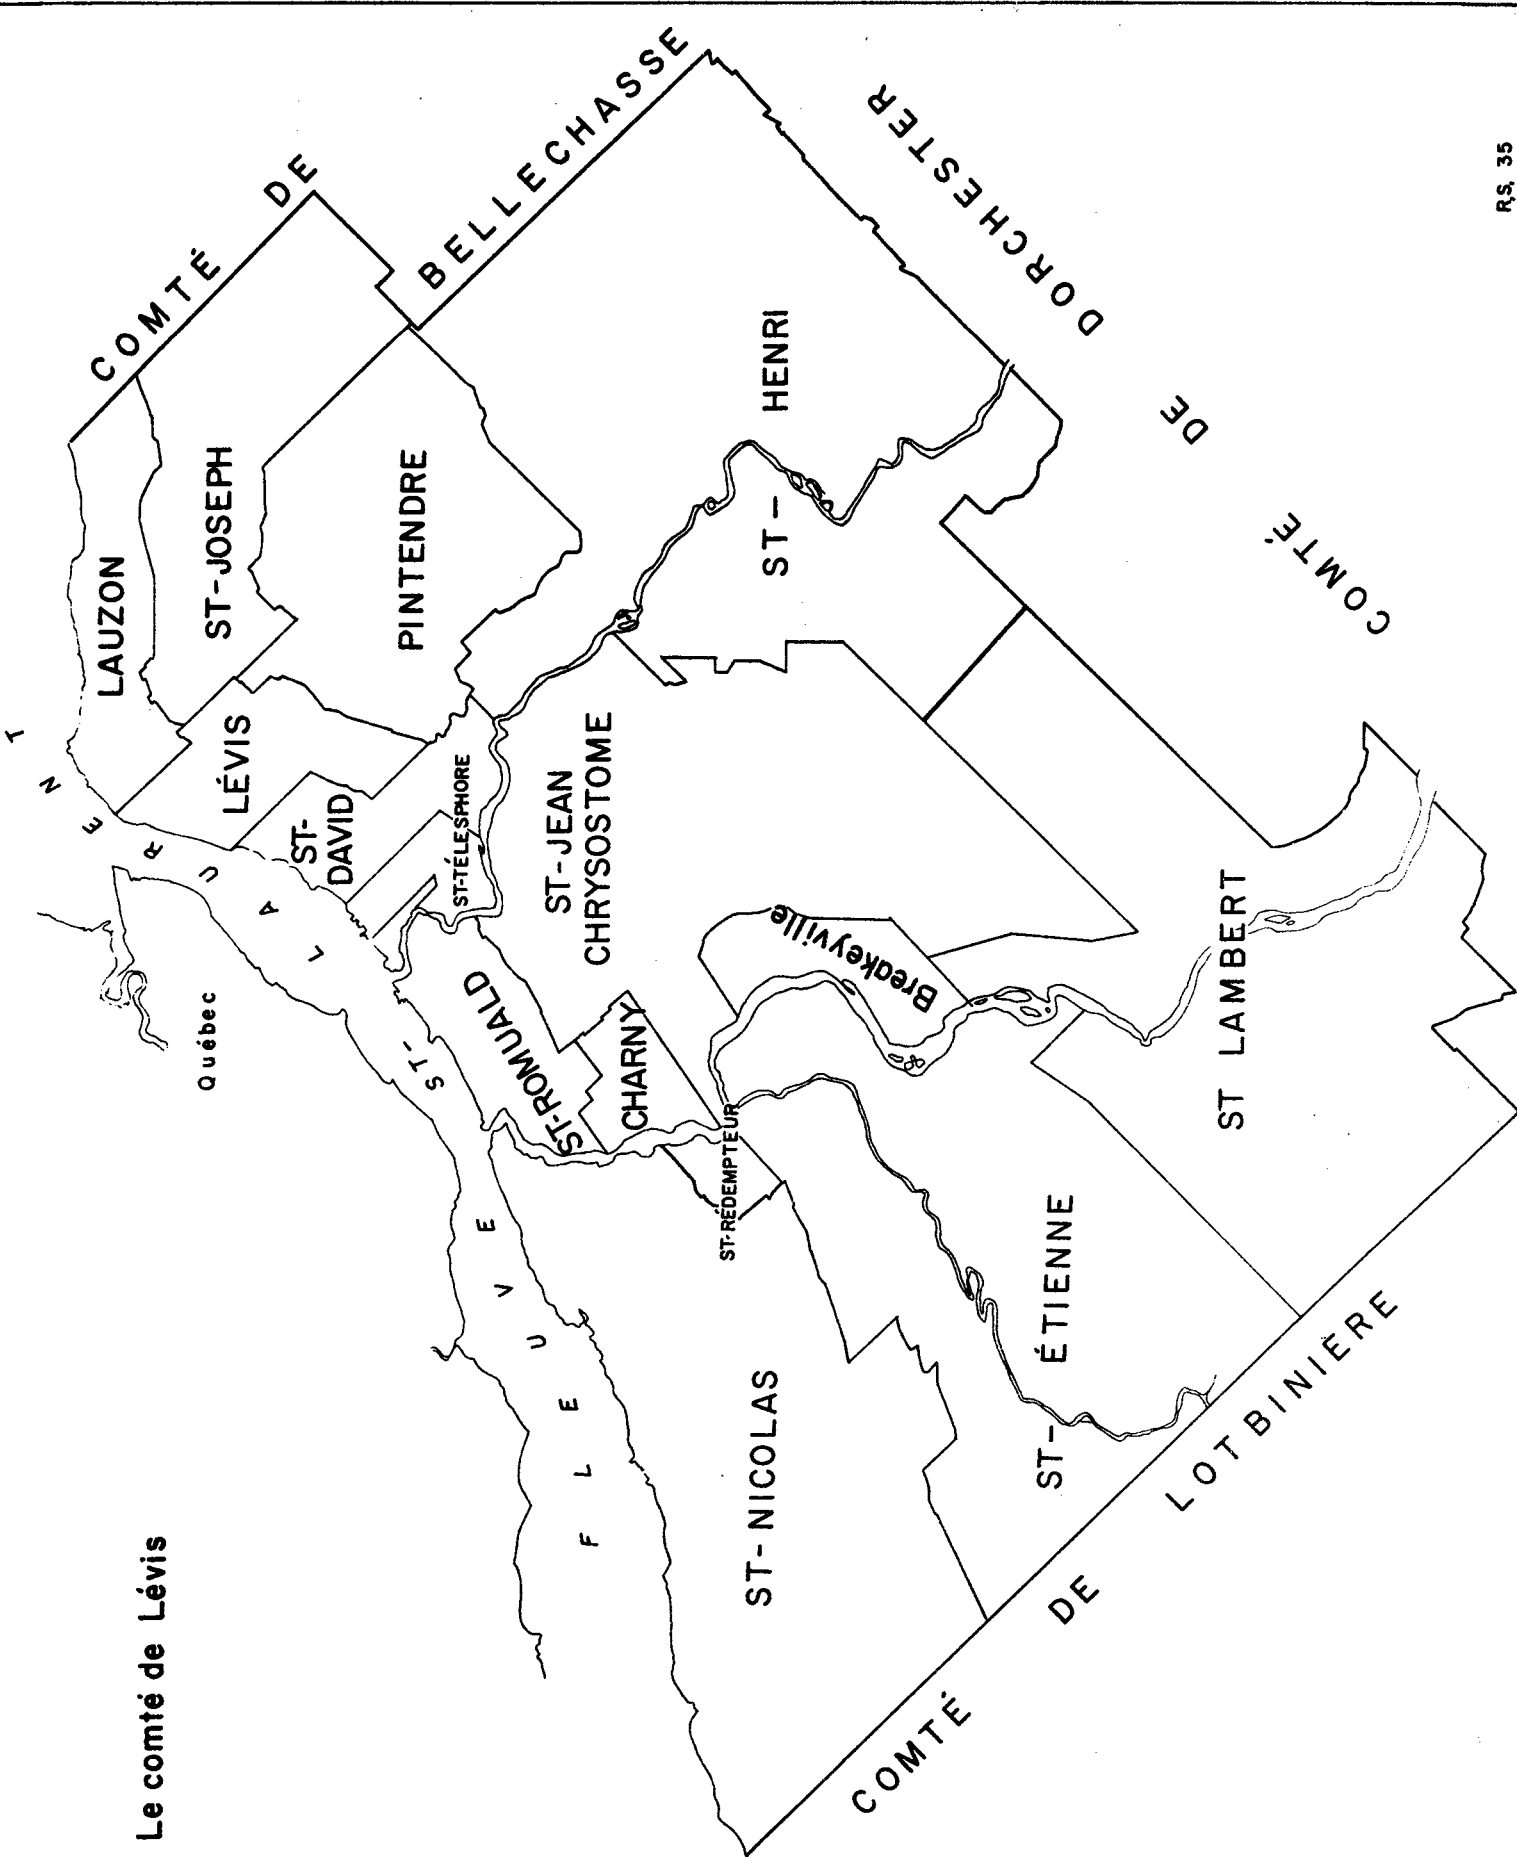 Le comté de Lévis
Québec
FLEUVE ST-LAURENT
COMTÉ DE BELLECHASSE
COMTÉ DE DORCHESTER
COMTÉ DE LOTBINIÈRE
LAUZON
ST-JOSEPH
PINTENDRE
LÉVIS
ST-
DAVID
ST-TÉLESPHORE
ST-JEAN
CHRYSOSTOME
ST-HENRI
ST-ROMUALD
CHARNY
Breakeyville
ST-RÉDEMPTEUR
ST-NICOLAS
ST-ÉTIENNE
ST LAMBERT
R.S. 35